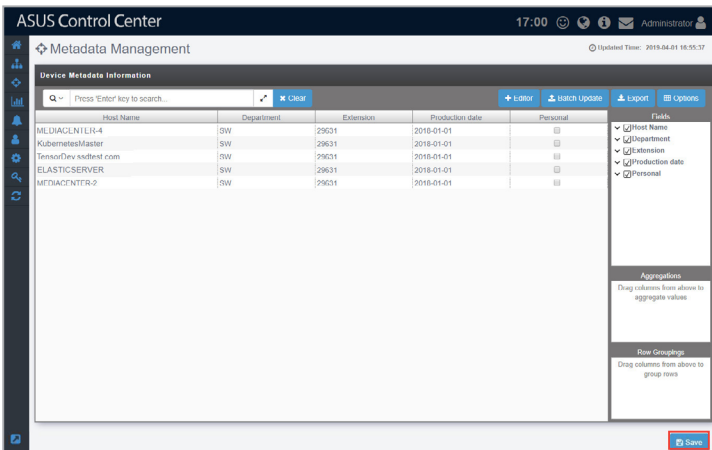 ASUS Control Center
17:00
Administrator
Metadata Management
Updated Time: 2019-04-01 16:55:37
Device Metadata Information
Press 'Enter' key to search...
Clear
+ Editor
Batch Update
Export
Options
Host Name Department Extension Production date Personal
MEDIACENTER-4 SW 29631 2018-01-01
KubernetesMaster SW 29631 2018-01-01
TensorDev.ssdtest.com SW 29631 2018-01-01
ELASTICSERVER SW 29631 2018-01-01
MEDIACENTER-2 SW 29631 2018-01-01
Fields
Host Name
Department
Extension
Production date
Personal
Aggregations
Drag columns from above to
aggregate values
Row Groupings
Drag columns from above to
group rows
Save